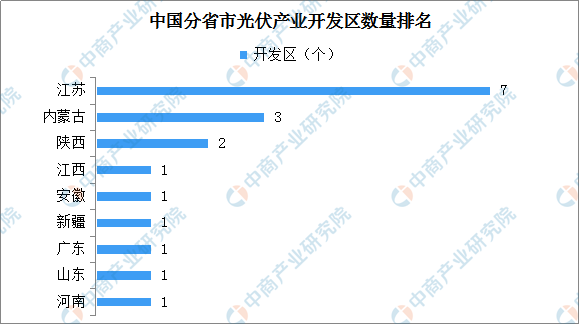 中国分省市光伏产业开发区数量排名
开发区（个）
江苏 7
内蒙古 3
陕西 2
江西 1
安徽 1
新疆 1
广东 1
山东 1
河南 1
中商产业研究院